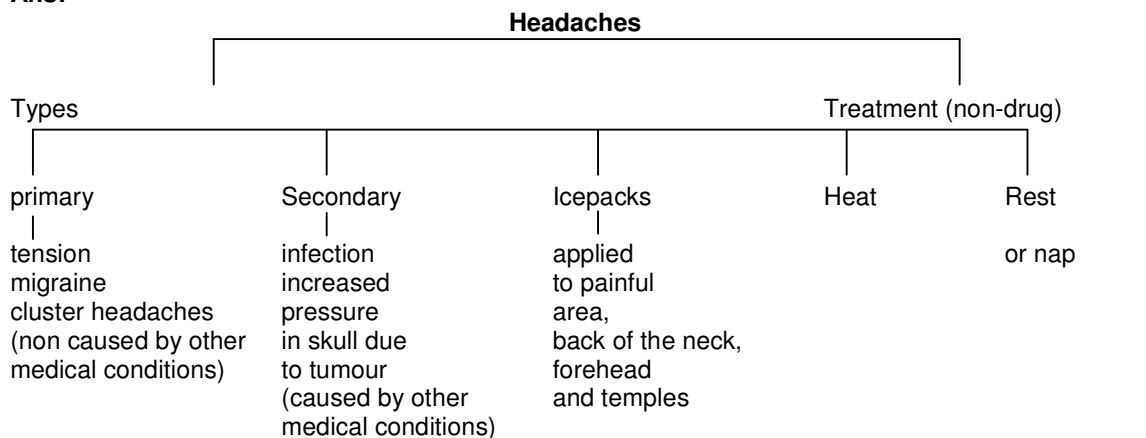 Headaches
Types Treatment (non-drug)
primary Secondary Icepacks Heat Rest
tension infection applied or nap
migraine increased to painful
cluster headaches pressure area,
(non caused by other in skull due back of the neck,
medical conditions) to tumour forehead
(caused by other and temples
medical conditions)